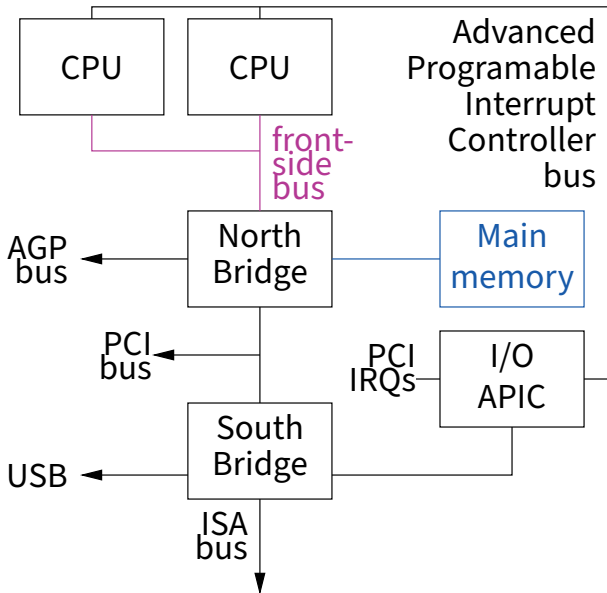 CPU
CPU
Advanced
Programable
Interrupt
Controller
bus
front-
side
bus
AGP
bus
North
Bridge
Main
memory
PCI
bus
PCI
IRQs
I/O
APIC
South
Bridge
USB
ISA
bus